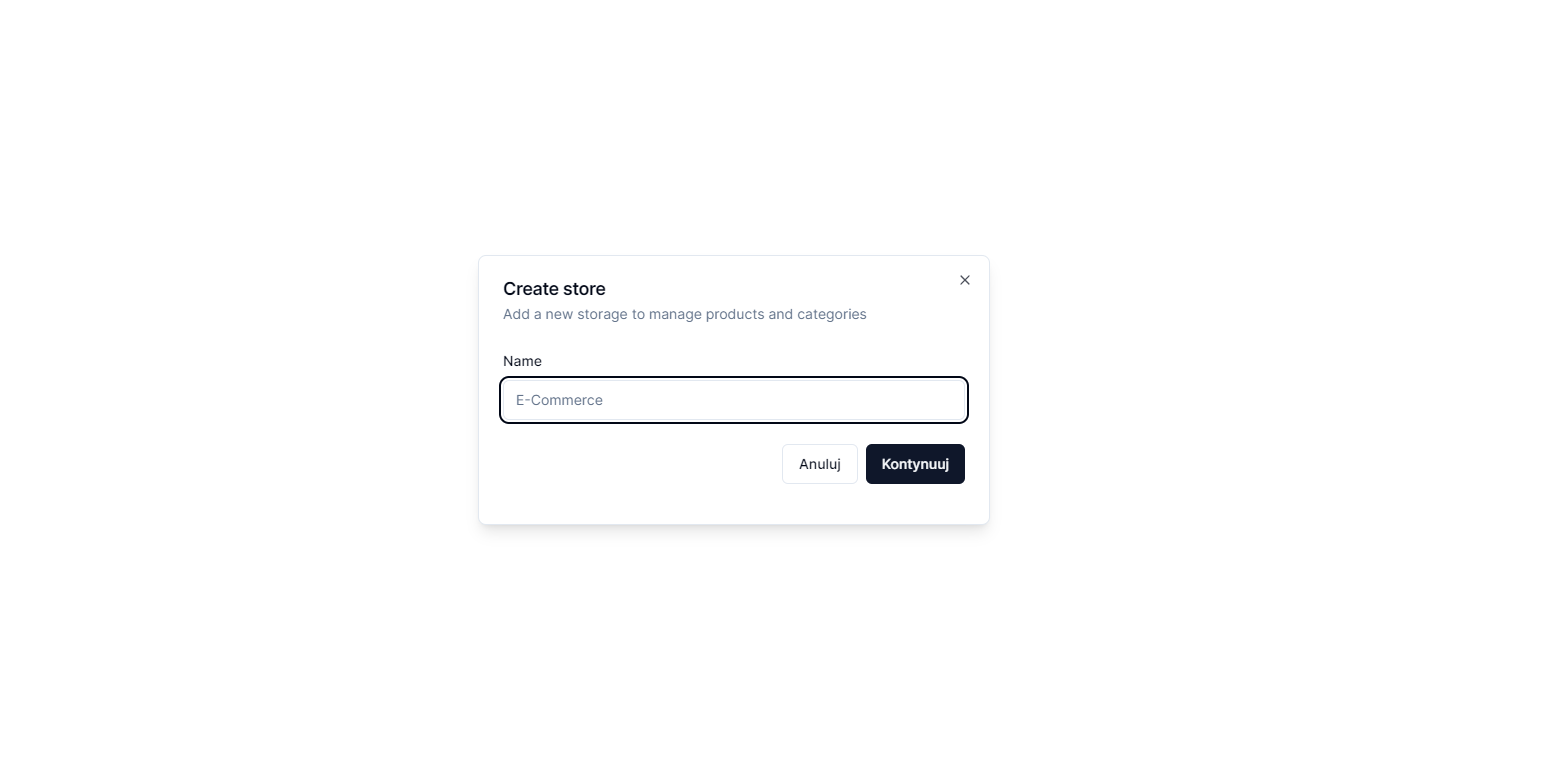 Create store
Add a new storage to manage products and categories
Name
E-Commerce
Anuluj Kontynuuj